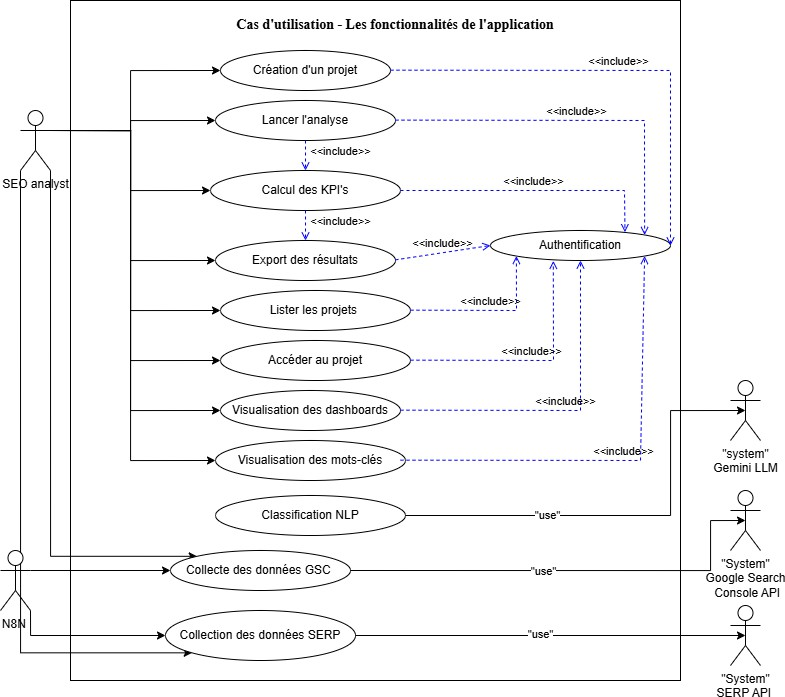 Cas d'utilisation - Les fonctionnalités de l'application
Création d'un projet
<<include>>
Lancer l'analyse
<<include>>
<<include>>
SEO analyst
Calcul des KPI's
<<include>>
<<include>>
Export des résultats
<<include>>
Authentification
Lister les projets
<<include>>
Accéder au projet
<<include>>
Visualisation des dashboards
<<include>>
Visualisation des mots-clés
<<include>>
"system"
Gemini LLM
Classification NLP
"use"
Collecte des données GSC
"use"
"System"
Google Search
Console API
N8N
Collection des données SERP
"use"
"System"
SERP API